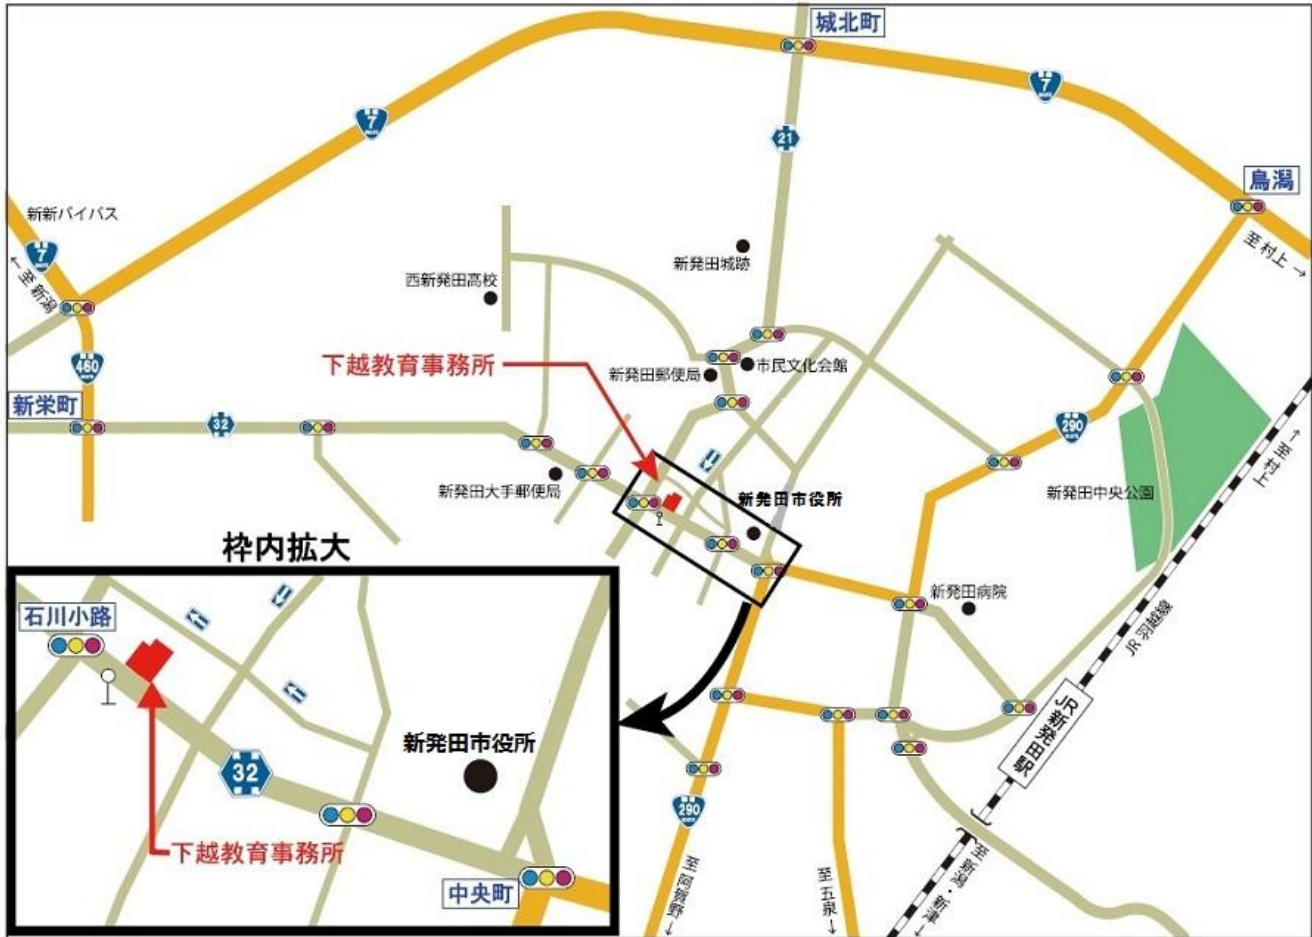 城北町
7
7
21
鳥潟
新新バイパス
7
←至新潟
至村上→
新発田城跡
西新発田高校
下越教育事務所
新発田郵便局
市民文化会館
460
新栄町
32
290
←至村上
新発田大手郵便局
新発田市役所
新発田中央公園
枠内拡大
新発田病院
JR羽越線
石川小路
JR新発田駅
新発田市役所
32
290
下越教育事務所
中央町
至阿賀野→
至五泉→
至新潟・新津→